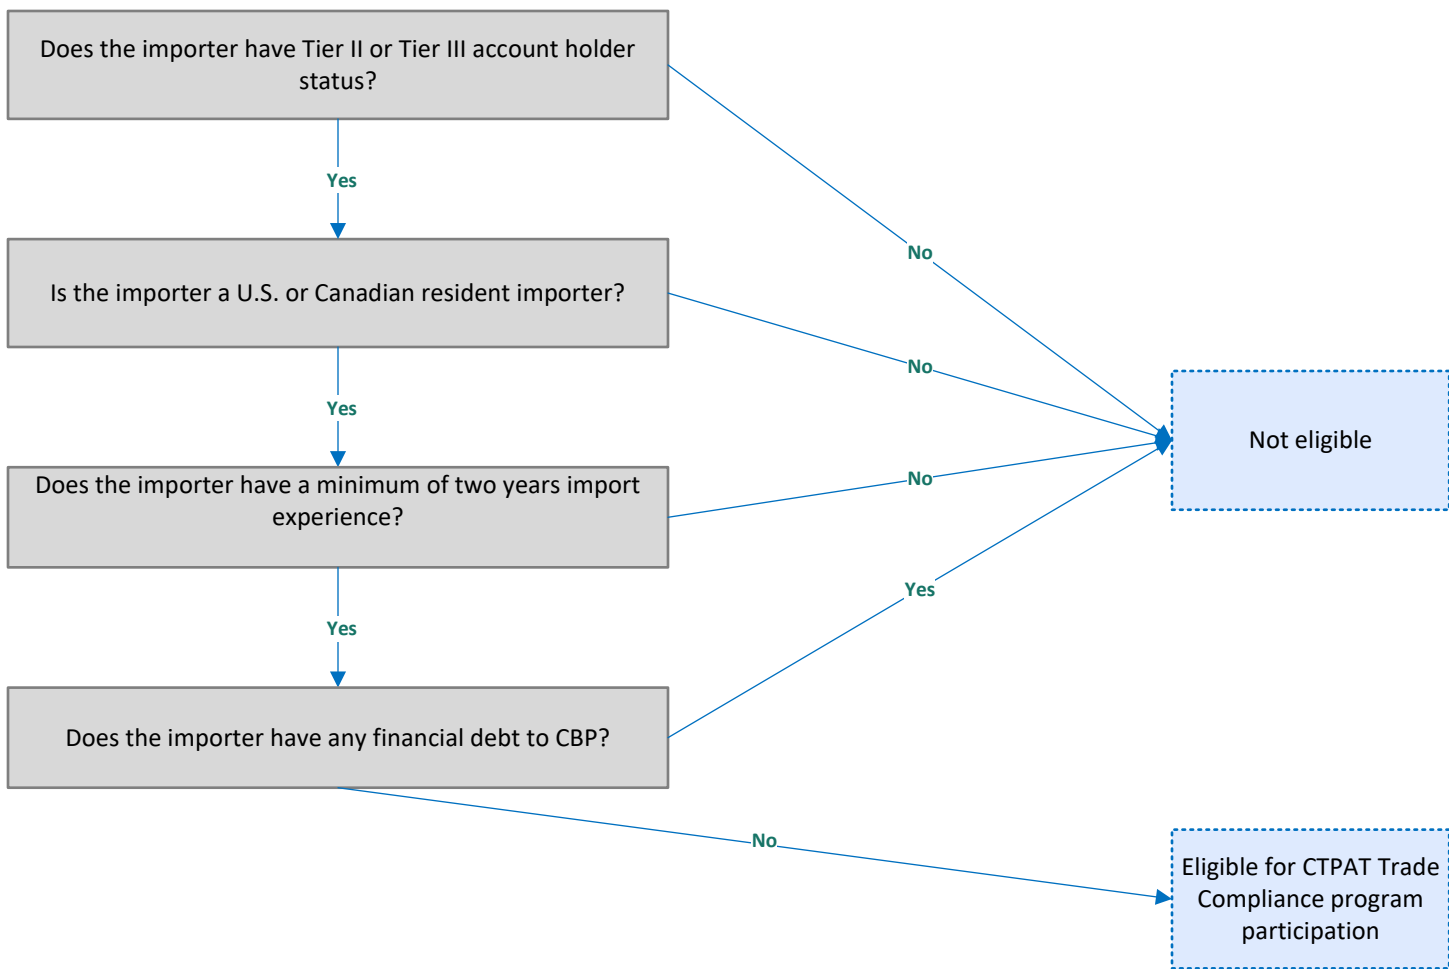 Does the importer have Tier II or Tier III account holder
status?
Yes
No
Is the importer a U.S. or Canadian resident importer?
No
Yes
Not eligible
Does the importer have a minimum of two years import
experience?
No
Yes
Yes
Does the importer have any financial debt to CBP?
No
Eligible for CTPAT Trade
Compliance program
participation